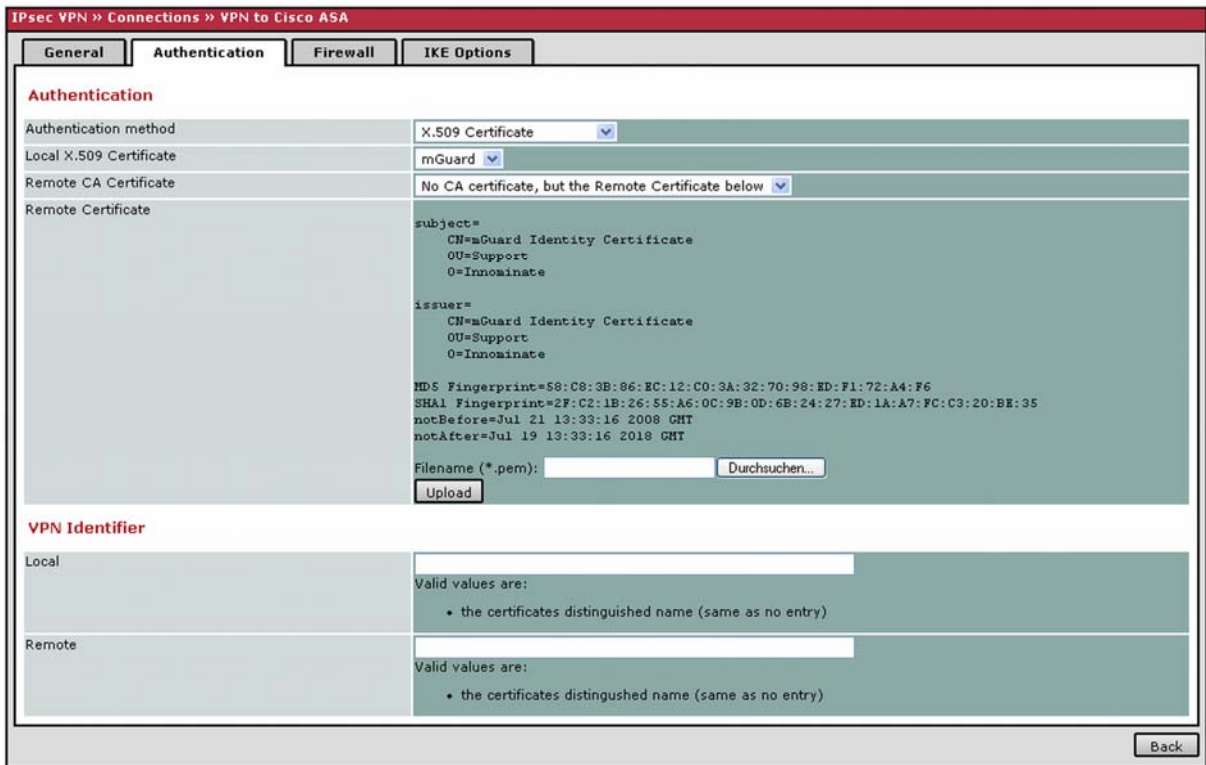 IPsec VPN » Connections » VPN to Cisco ASA
General Authentication Firewall IKE Options
Authentication
Authentication method X.509 Certificate
Local X.509 Certificate mGuard
Remote CA Certificate No CA certificate, but the Remote Certificate below
Remote Certificate
subject=
CN=mGuard Identity Certificate
OU=Support
O=Innominate
issuer=
CN=mGuard Identity Certificate
OU=Support
O=Innominate
MD5 Fingerprint=58:C8:3B:86:EC:12:C0:3A:32:70:98:ED:F1:72:A4:F6
SHA1 Fingerprint=2F:C2:1B:26:55:A6:0C:9B:0D:6B:24:27:ED:1A:A7:FC:C3:20:BE:35
notBefore=Jul 21 13:33:16 2008 GMT
notAfter=Jul 19 13:33:16 2018 GMT
Filename (*.pem): Durchsuchen...
Upload
VPN Identifier
Local
Valid values are:
• the certificates distinguished name (same as no entry)
Remote
Valid values are:
• the certificates distingushed name (same as no entry)
Back